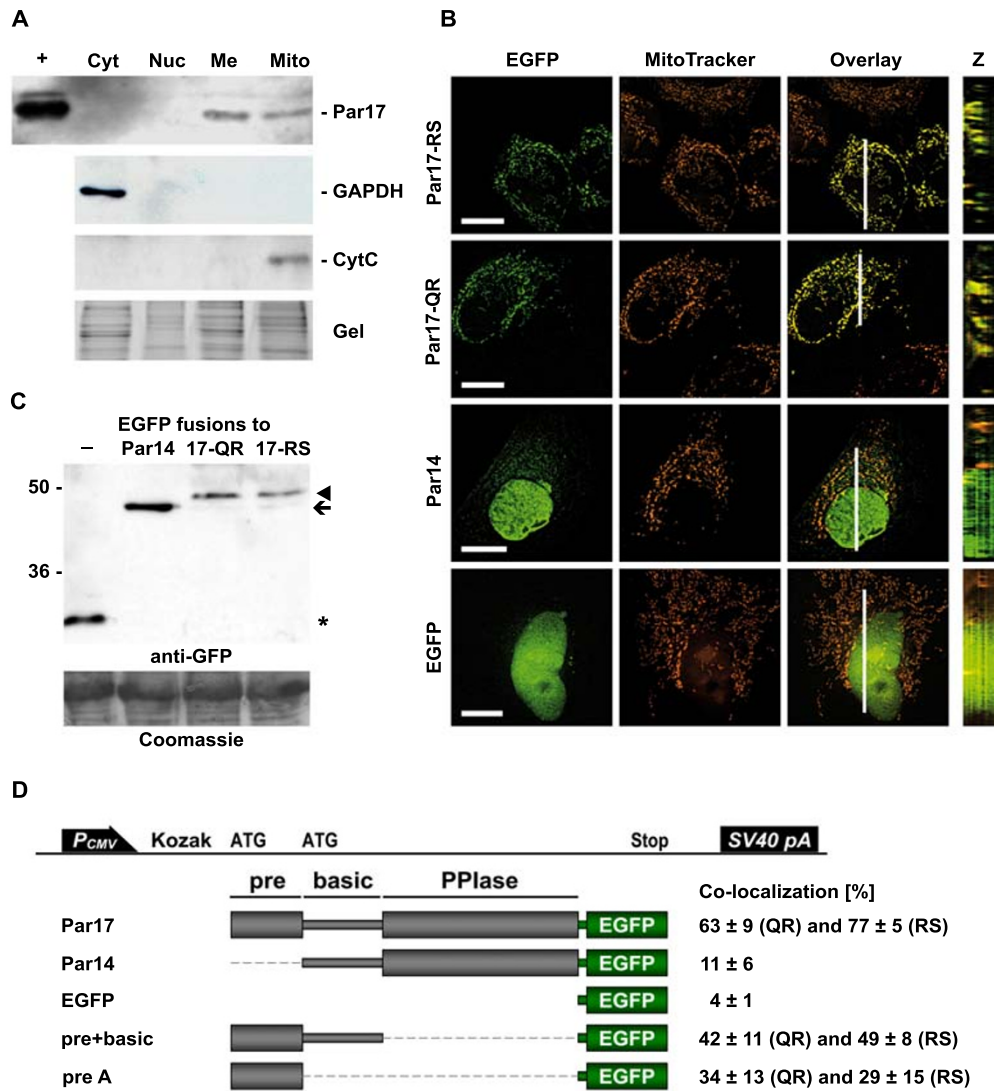 A
+ Cyt Nuc Me Mito
- Par17
- GAPDH
- CytC
Gel
B
EGFP MitoTracker Overlay Z
Par17-RS
Par17-QR
Par14
EGFP
C
EGFP fusions to
– Par14 17-QR 17-RS
50 -
36 -
*
anti-GFP
Coomassie
D
PCMV Kozak ATG ATG Stop SV40 pA
pre basic PPIase Co-localization [%]
Par17 EGFP 63 ± 9 (QR) and 77 ± 5 (RS)
Par14 EGFP 11 ± 6
EGFP EGFP 4 ± 1
pre+basic EGFP 42 ± 11 (QR) and 49 ± 8 (RS)
pre A EGFP 34 ± 13 (QR) and 29 ± 15 (RS)